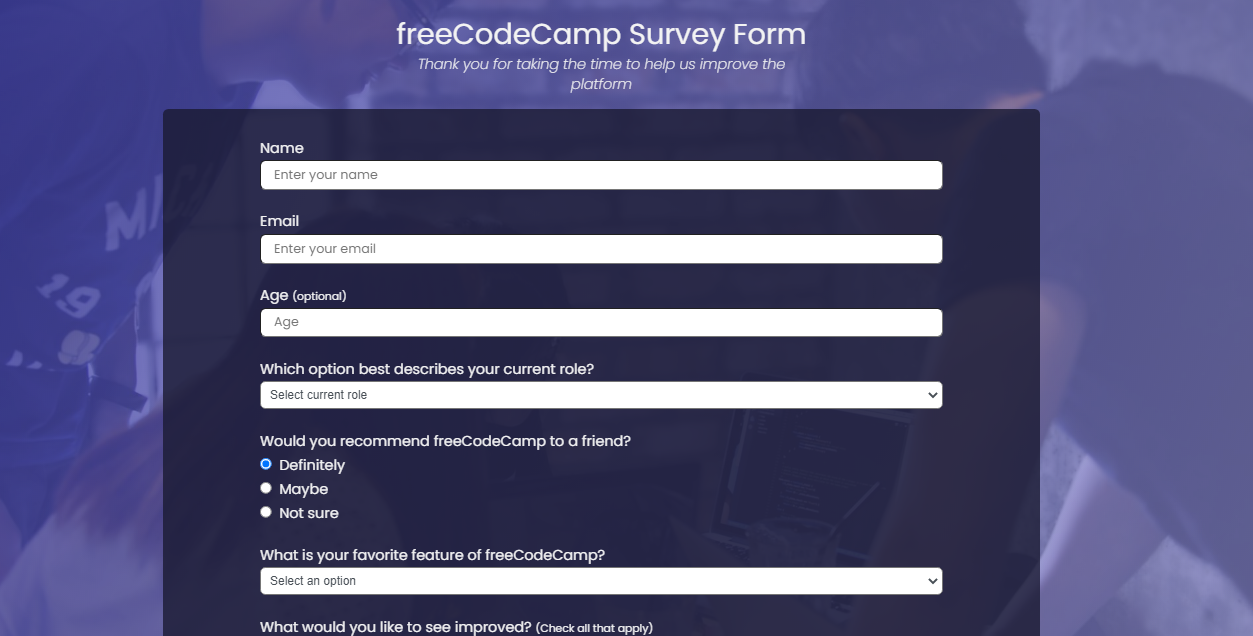 freeCodeCamp Survey Form
Thank you for taking the time to help us improve the
platform
Name
Enter your name
Email
Enter your email
Age (optional)
Age
Which option best describes your current role?
Select current role
Would you recommend freeCodeCamp to a friend?
Definitely
Maybe
Not sure
What is your favorite feature of freeCodeCamp?
Select an option
What would you like to see improved? (Check all that apply)
19